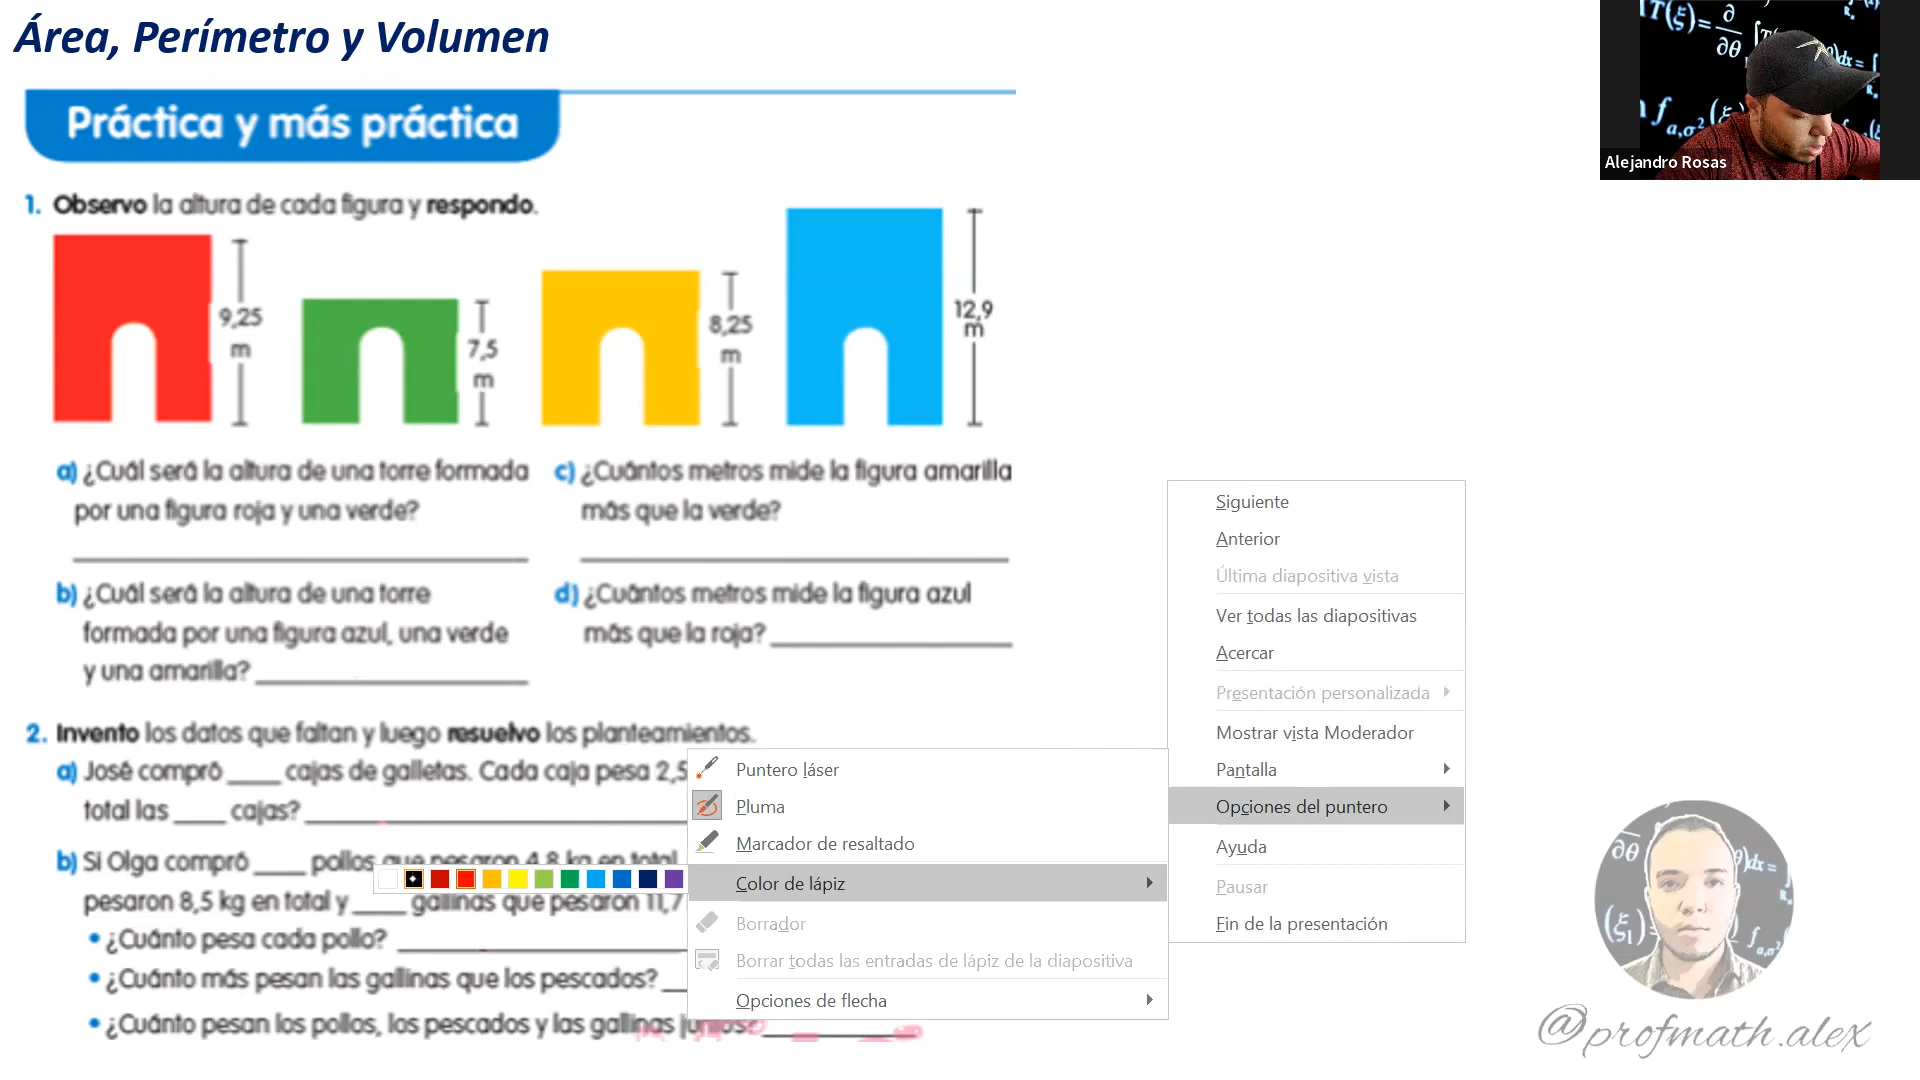 Área, Perímetro y Volumen
Práctica y más práctica
1. Observo la altura de cada figura y respondo.
9,25
m
7,5
m
8,25
m
12,9
m
a) ¿Cuál será la altura de una torre formada
por una figura roja y una verde?
c) ¿Cuántos metros mide la figura amarilla
más que la verde?
b) ¿Cuál será la altura de una torre
formada por una figura azul, una verde
y una amarilla?
d) ¿Cuántos metros mide la figura azul
más que la roja?
2. Invento los datos que faltan y luego resuelvo los planteamientos.
a) José compró ____ cajas de galletas. Cada caja pesa 2,5
total las ____ cajas?
b) Si Olga compró ____ pollos que pesaron 4,8 kg en total
pesaron 8,5 kg en total y ____ gallinas que pesaron 11,7
• ¿Cuánto pesa cada pollo?
• ¿Cuánto más pesan las gallinas que los pescados?
• ¿Cuánto pesan los pollos, los pescados y las gallinas juntos?
Puntero láser
Pluma
Marcador de resaltado
Color de lápiz
Borrador
Borrar todas las entradas de lápiz de la diapositiva
Opciones de flecha
Siguiente
Anterior
Última diapositiva vista
Ver todas las diapositivas
Acercar
Presentación personalizada
Mostrar vista Moderador
Pantalla
Opciones del puntero
Ayuda
Pausar
Fin de la presentación
Alejandro Rosas
@profmath.alex